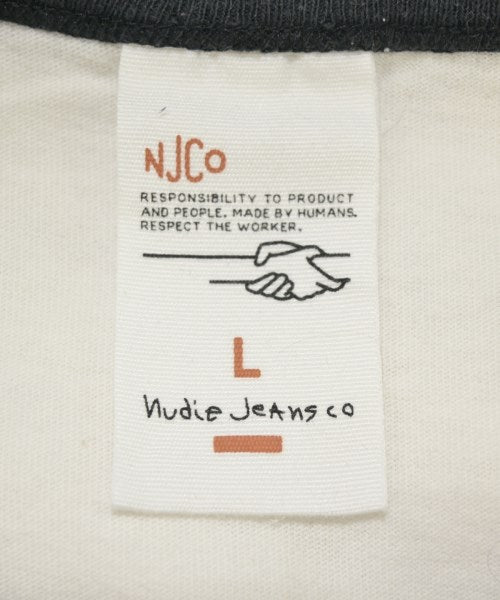 NJCo
RESPONSIBILITY TO PRODUCT
AND PEOPLE. MADE BY HUMANS.
RESPECT THE WORKER.
L
Nudie Jeans co